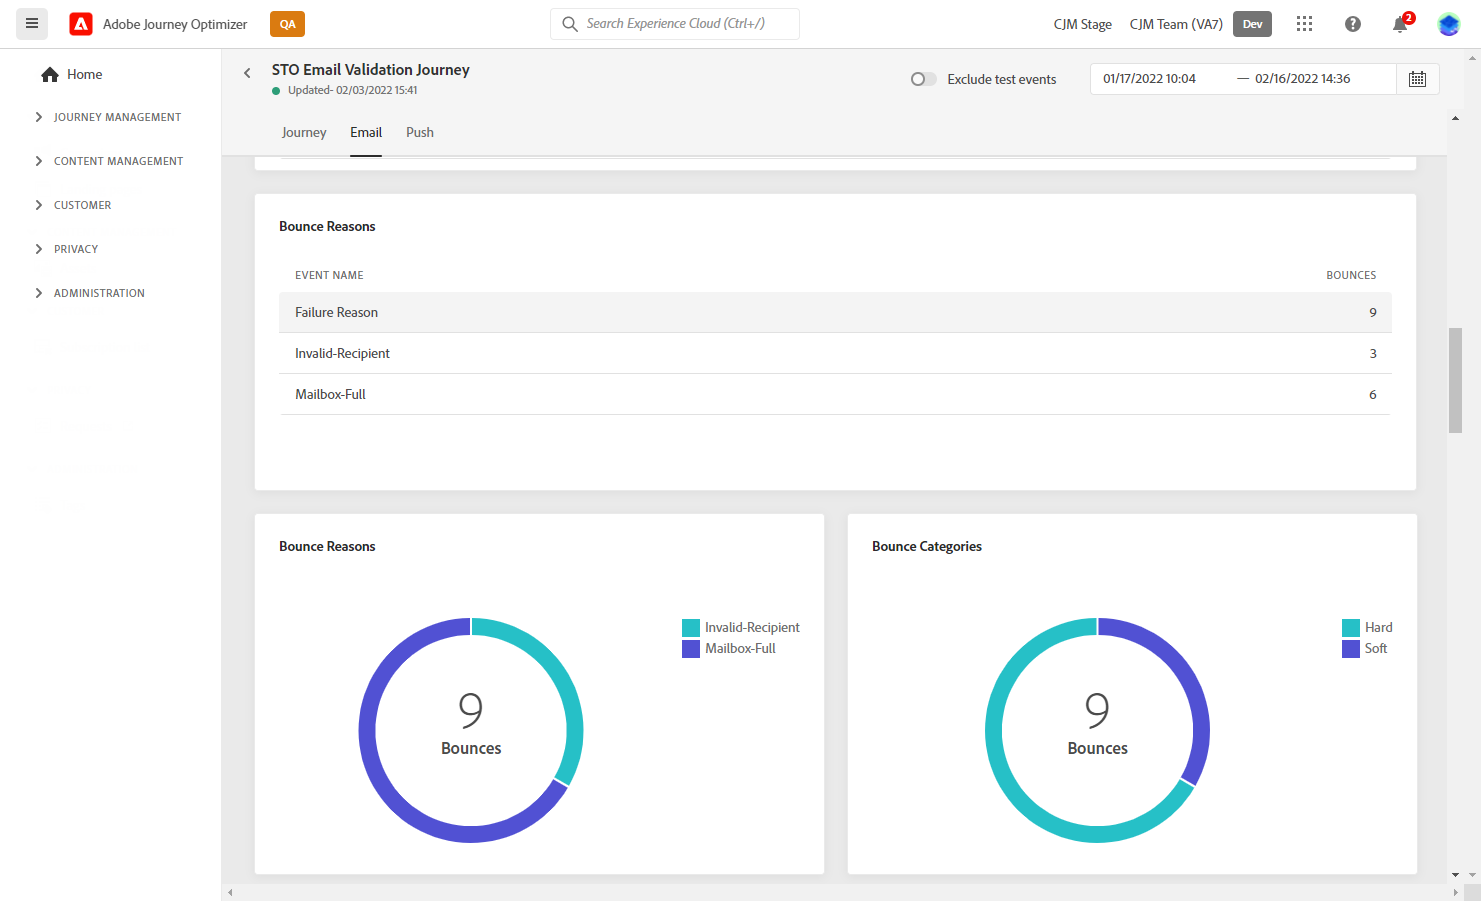 Adobe Journey Optimizer
QA
Search Experience Cloud (Ctrl+/)
CJM Stage
CJM Team (VA7)
Dev
2
Home
JOURNEY MANAGEMENT
CONTENT MANAGEMENT
CUSTOMER
PRIVACY
ADMINISTRATION
STO Email Validation Journey
Updated- 02/03/2022 15:41
Exclude test events
01/17/2022 10:04 — 02/16/2022 14:36
Journey Email Push
Bounce Reasons
EVENT NAME BOUNCES
Failure Reason 9
Invalid-Recipient 3
Mailbox-Full 6
Bounce Reasons
Invalid-Recipient
Mailbox-Full
9
Bounces
Bounce Categories
Hard
Soft
9
Bounces